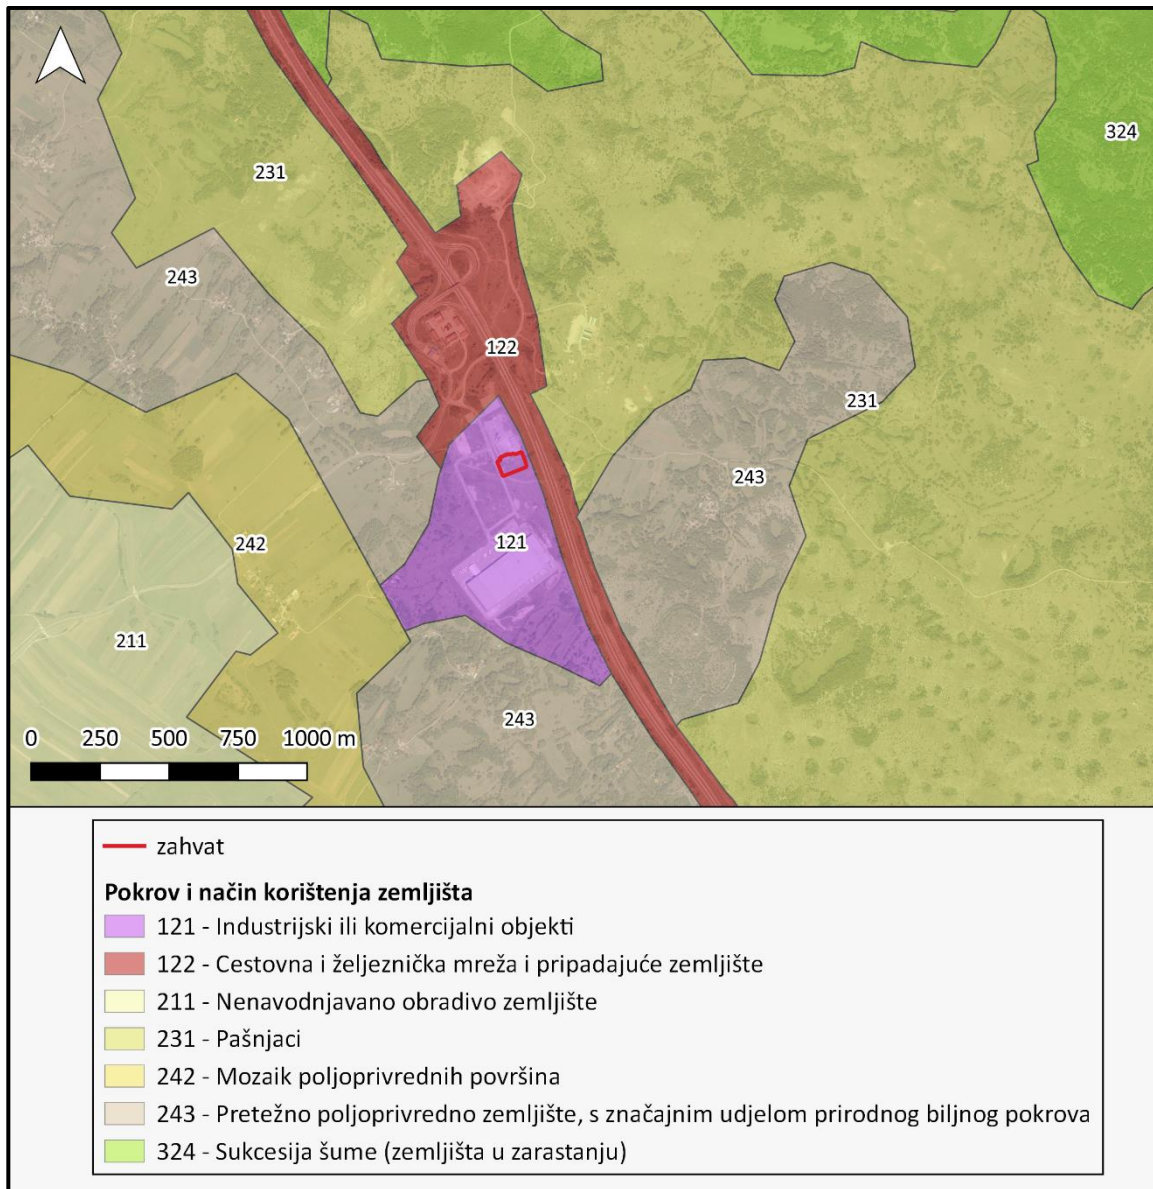 324
231
243
122
231
243
121
242
211
243
0 250 500 750 1000 m
zahvat
Pokrov i način korištenja zemljišta
121 - Industrijski ili komercijalni objekti
122 - Cestovna i željeznička mreža i pripadajuće zemljište
211 - Nenavodnjavano obradivo zemljište
231 - Pašnjaci
242 - Mozaik poljoprivrednih površina
243 - Pretežno poljoprivredno zemljište, s značajnim udjelom prirodnog biljnog pokrova
324 - Sukcesija šume (zemljišta u zarastanju)